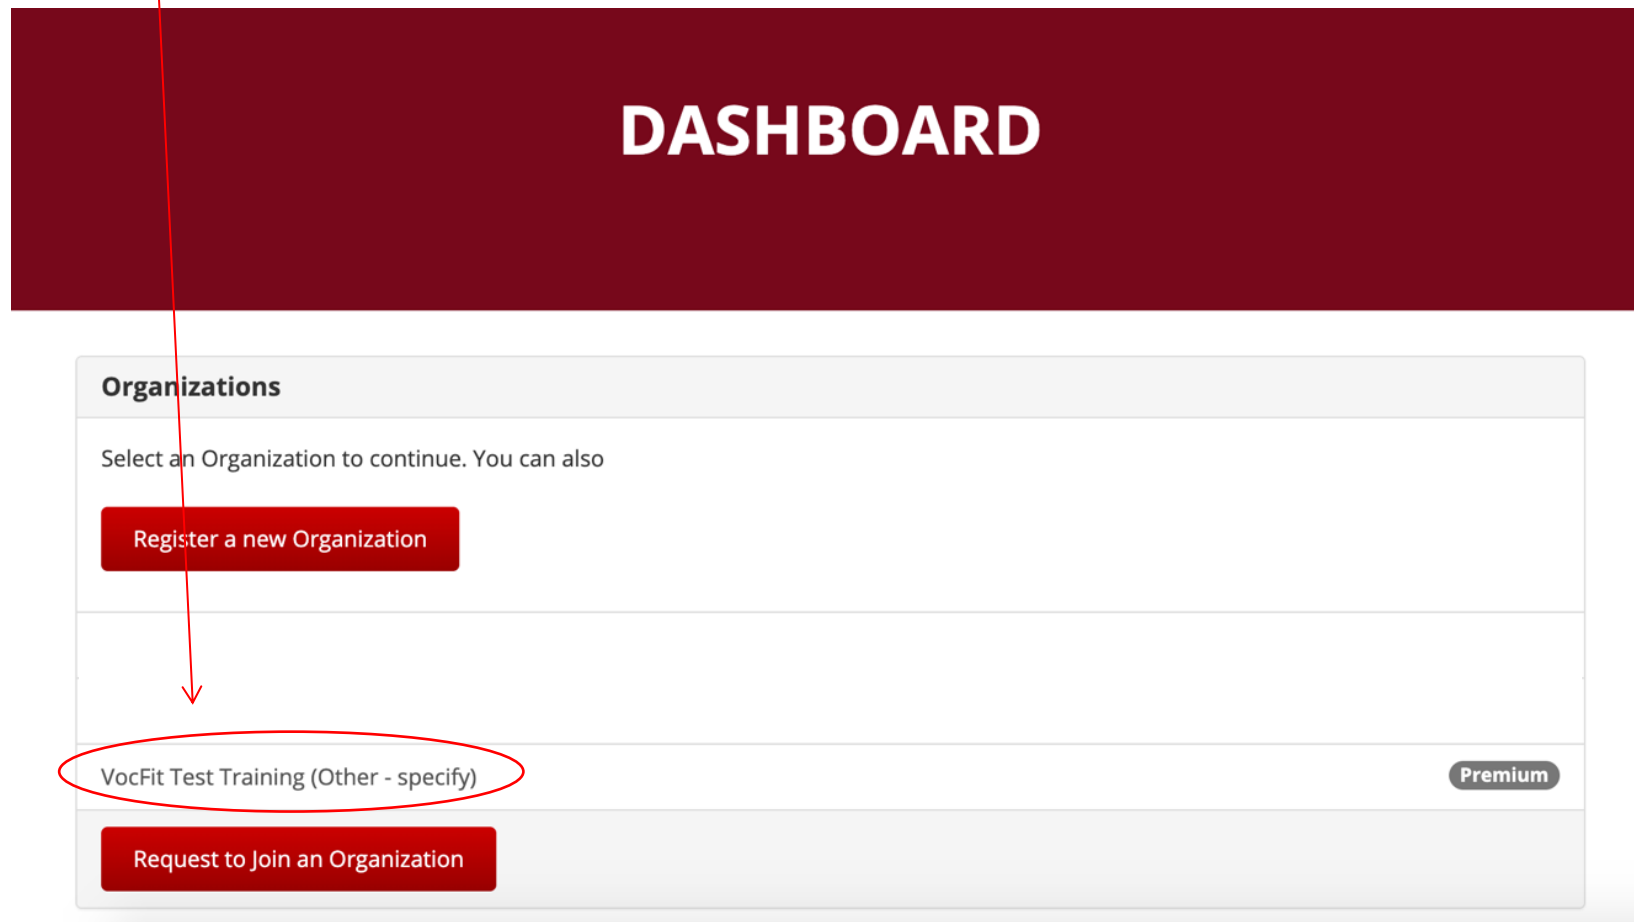 DASHBOARD
Organizations
Select an Organization to continue. You can also
Register a new Organization
VocFit Test Training (Other - specify)
Premium
Request to Join an Organization